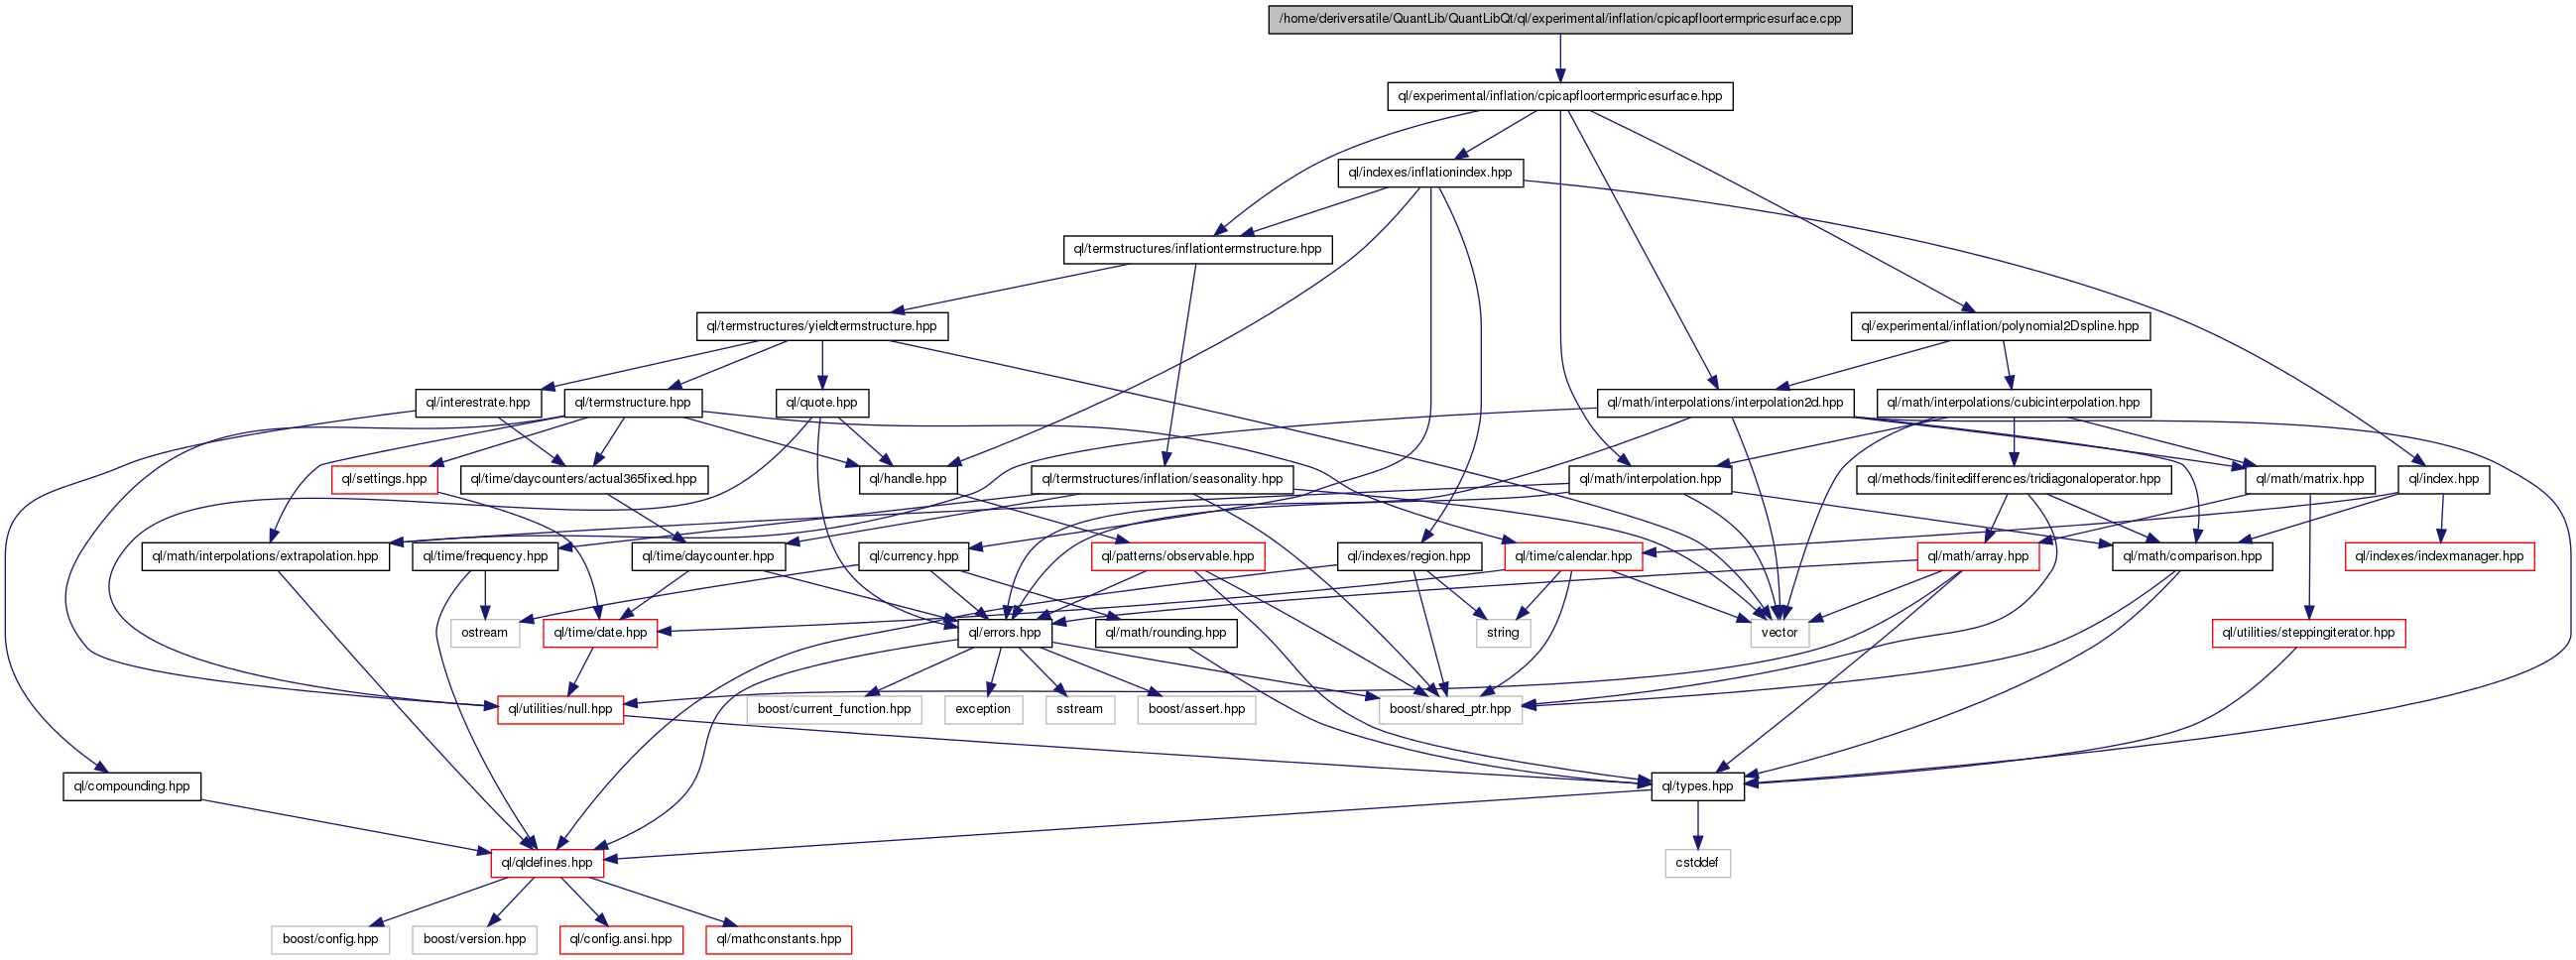 /home/deriversatile/QuantLib/QuantLibQt/ql/experimental/inflation/cpicapfloortermpricesurface.cpp
ql/experimental/inflation/cpicapfloortermpricesurface.hpp
ql/indexes/inflationindex.hpp
ql/termstructures/inflationtermstructure.hpp
ql/termstructures/yieldtermstructure.hpp
ql/experimental/inflation/polynomial2Dspline.hpp
ql/interestrate.hpp
ql/termstructure.hpp
ql/quote.hpp
ql/math/interpolations/interpolation2d.hpp
ql/math/interpolations/cubicinterpolation.hpp
ql/settings.hpp
ql/time/daycounters/actual365fixed.hpp
ql/handle.hpp
ql/termstructures/inflation/seasonality.hpp
ql/math/interpolation.hpp
ql/methods/finitedifferences/tridiagonaloperator.hpp
ql/math/matrix.hpp
ql/index.hpp
ql/math/interpolations/extrapolation.hpp
ql/time/frequency.hpp
ql/time/daycounter.hpp
ql/currency.hpp
ql/patterns/observable.hpp
ql/indexes/region.hpp
ql/time/calendar.hpp
ql/math/array.hpp
ql/math/comparison.hpp
ql/indexes/indexmanager.hpp
ostream
ql/time/date.hpp
ql/errors.hpp
ql/math/rounding.hpp
string
vector
ql/utilities/steppingiterator.hpp
ql/utilities/null.hpp
boost/current_function.hpp
exception
sstream
boost/assert.hpp
boost/shared_ptr.hpp
ql/compounding.hpp
ql/types.hpp
ql/qldefines.hpp
cstddef
boost/config.hpp
boost/version.hpp
ql/config.ansi.hpp
ql/mathconstants.hpp